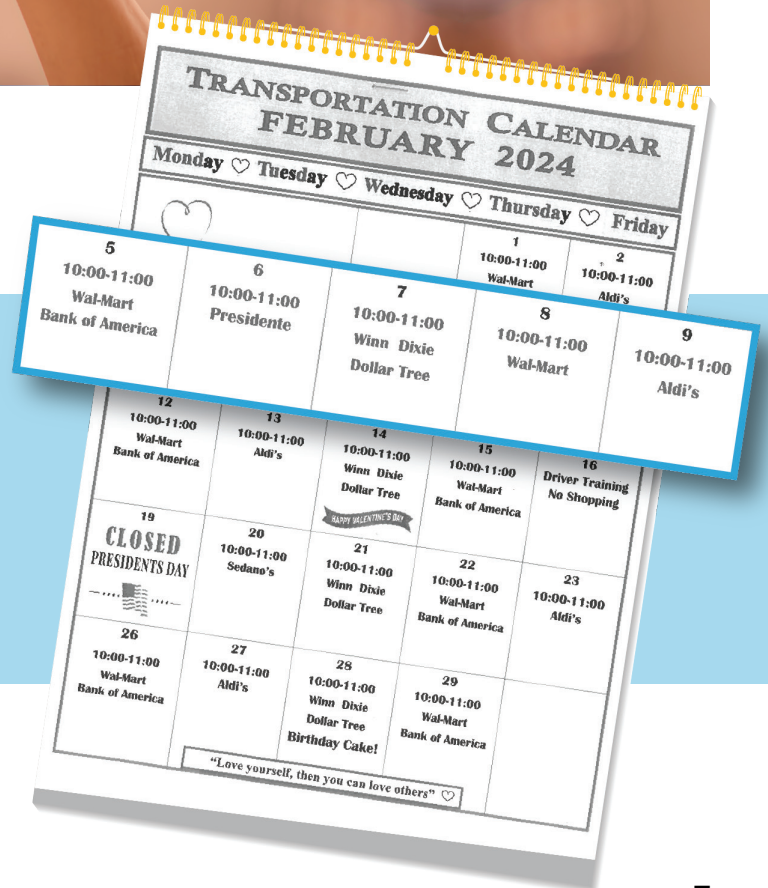 TRANSPORTATION CALENDAR
FEBRUARY 2024
Monday ♡ Tuesday ♡ Wednesday ♡ Thursday ♡ Friday
1
10:00-11:00
Wal-Mart
2
10:00-11:00
Aldi's
5
10:00-11:00
Wal-Mart
Bank of America
6
10:00-11:00
Presidente
7
10:00-11:00
Winn Dixie
Dollar Tree
8
10:00-11:00
Wal-Mart
9
10:00-11:00
Aldi's
12
10:00-11:00
Wal-Mart
Bank of America
13
10:00-11:00
Aldi's
14
10:00-11:00
Winn Dixie
Dollar Tree
HAPPY VALENTINE'S DAY
15
10:00-11:00
Wal-Mart
Bank of America
16
Driver Training
No Shopping
19
CLOSED
PRESIDENTS DAY
20
10:00-11:00
Sedano's
21
10:00-11:00
Winn Dixie
Dollar Tree
22
10:00-11:00
Wal-Mart
Bank of America
23
10:00-11:00
Aldi's
26
10:00-11:00
Wal-Mart
Bank of America
27
10:00-11:00
Aldi's
28
10:00-11:00
Winn Dixie
Dollar Tree
Birthday Cake!
29
10:00-11:00
Wal-Mart
Bank of America
"Love yourself, then you can love others" ♡